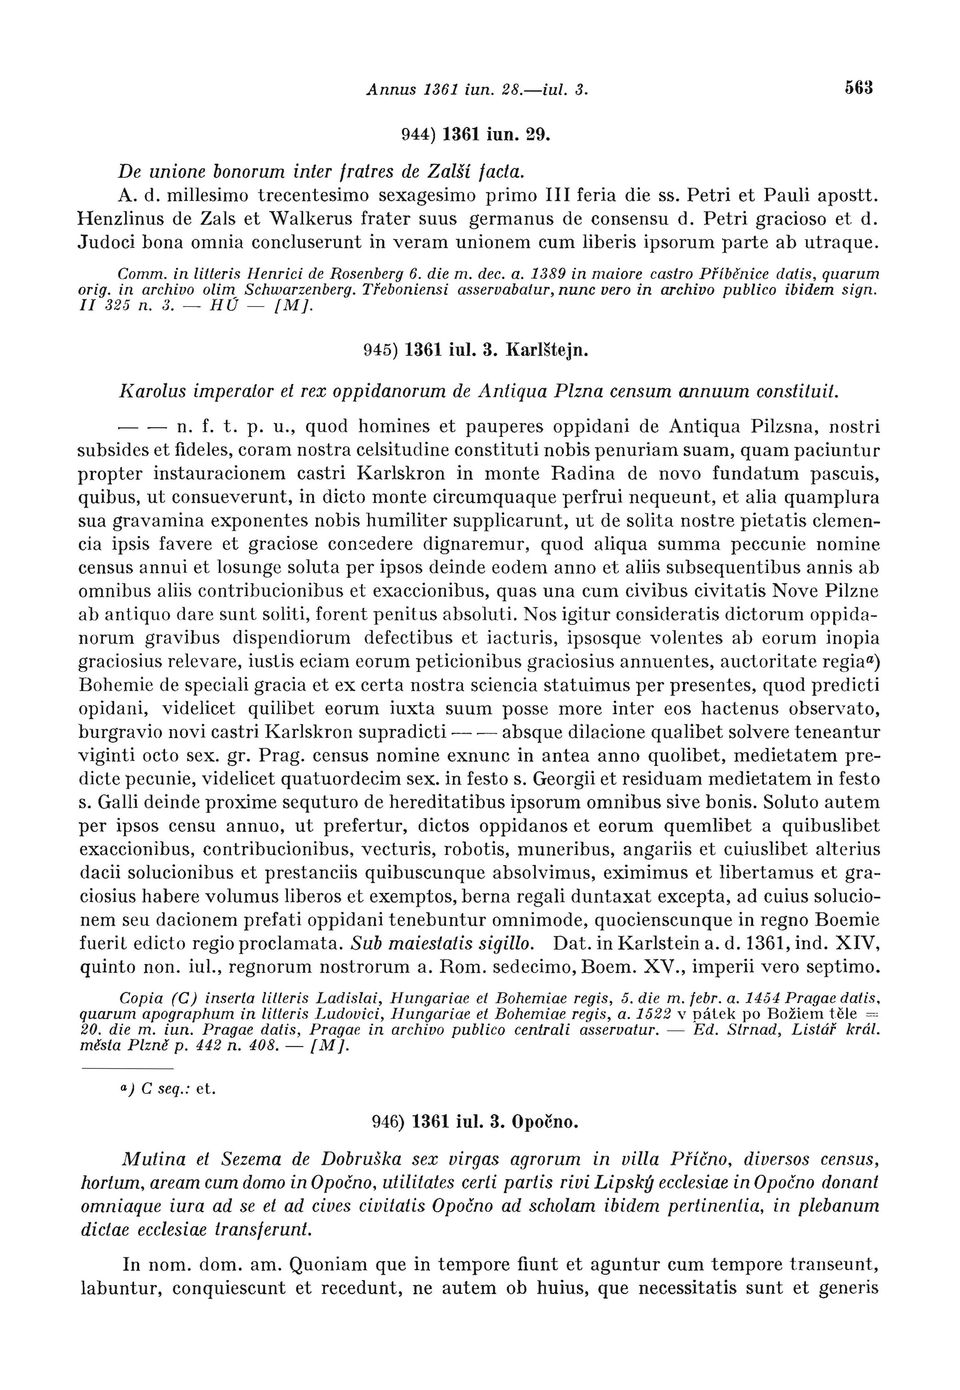 Annus 1361 iun. 28.—iul. 3. 563
944) 1361 iun. 29.
De unione bonorum inter fratres de Zalší facta.
A. d. millesimo trecentesimo sexagesimo primo III feria die ss. Petri et Pauli apostt.
Henzlinus de Zals et Walkerus frater suus germanus de consensu d. Petri gracioso et d.
Judoci bona omnia concluserunt in veram unionem cum liberis ipsorum parte ab utraque.
Comm. in litteris Henrici de Rosenberg 6. die m. dec. a. 1389 in maiore castro Příběnice datis, quarum
orig. in archivo olim Schwarzenberg. Třeboniensi asservabatur, nunc vero in archivo publico ibidem sign.
II 325 n. 3. — HÚ — [M].
945) 1361 iul. 3. Karlštejn.
Karolus imperator et rex oppidanorum de Antiqua Plzna censum annuum constituit.
— — n. f. t. p. u., quod homines et pauperes oppidani de Antiqua Pilzsna, nostri
subsides et fideles, coram nostra celsitudine constituti nobis penuriam suam, quam paciuntur
propter instauracionem castri Karlskron in monte Radina de novo fundatum pascuis,
quibus, ut consueverunt, in dicto monte circumquaque perfrui nequeunt, et alia quamplura
sua gravamina exponentes nobis humiliter supplicarunt, ut de solita nostre pietatis clemen-
cia ipsis favere et graciose concedere dignaremur, quod aliqua summa peccunie nomine
census annui et losunge soluta per ipsos deinde eodem anno et aliis subsequentibus annis ab
omnibus aliis contribucionibus et exaccionibus, quas una cum civibus civitatis Nove Pilzne
ab antiquo dare sunt soliti, forent penitus absoluti. Nos igitur consideratis dictorum oppida-
norum gravibus dispendiorum defectibus et iacturis, ipsosque volentes ab eorum inopia
graciosius relevare, iustis eciam eorum peticionibus graciosius annuentes, auctoritate regiaa)
Bohemie de speciali gracia et ex certa nostra sciencia statuimus per presentes, quod predicti
opidani, videlicet quilibet eorum iuxta suum posse more inter eos hactenus observato,
burgravio novi castri Karlskron supradicti — — absque dilacione qualibet solvere teneantur
viginti octo sex. gr. Prag. census nomine exnunc in antea anno quolibet, medietatem pre-
dicte pecunie, videlicet quatuordecim sex. in festo s. Georgii et residuam medietatem in festo
s. Galli deinde proxime sequturo de hereditatibus ipsorum omnibus sive bonis. Soluto autem
per ipsos censu annuo, ut prefertur, dictos oppidanos et eorum quemlibet a quibuslibet
exaccionibus, contribucionibus, vecturis, robotis, muneribus, angariis et cuiuslibet alterius
dacii solucionibus et prestanciis quibuscunque absolvimus, eximimus et libertamus et gra-
ciosius habere volumus liberos et exemptos, berna regali duntaxat excepta, ad cuius solucio-
nem seu dacionem prefati oppidani tenebuntur omnimode, quocienscunque in regno Boemie
fuerit edicto regio proclamata. Sub maiestatis sigillo. Dat. in Karlstein a. d. 1361, ind. XIV,
quinto non. iul., regnorum nostrorum a. Rom. sedecimo, Boem. XV., imperii vero septimo.
Copia (C) inserta litteris Ladislai, Hungariae et Bohemiae regis, 5. die m. febr. a. 1454 Pragae datis,
quarum apographum in litteris Ludovici, Hungariae et Bohemiae regis, a. 1522 v pátek po Božiem těle =
20. die m. iun. Pragae datis, Pragae in archivo publico centrali asservatur. — Ed. Strnad, Listář král.
města Plzně p. 442 n. 408. — [M].
a) C seq.: et.
946) 1361 iul. 3. Opočno.
Mutina et Sezema de Dobruška sex virgas agrorum in villa Příčno, diversos census,
hortum, aream cum domo in Opočno, utilitates certi partis rivi Lipský ecclesiae in Opočno donant
omniaque iura ad se et ad cives civitatis Opočno ad scholam ibidem pertinentia, in plebanum
dictae ecclesiae transferunt.
In nom. dom. am. Quoniam que in tempore fiunt et aguntur cum tempore transeunt,
labuntur, conquiescunt et recedunt, ne autem ob huius, que necessitatis sunt et generis